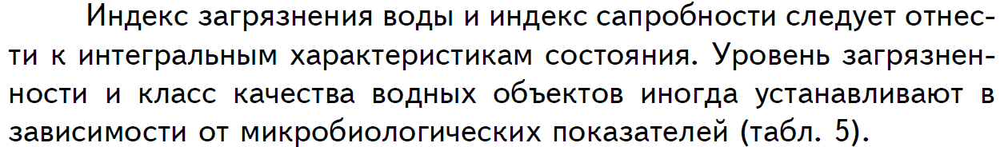 Индекс загрязнения воды и индекс сапробности следует отнес-
ти к интегральным характеристикам состояния. Уровень загрязнен-
ности и класс качества водных объектов иногда устанавливают в
зависимости от микробиологических показателей (табл. 5).